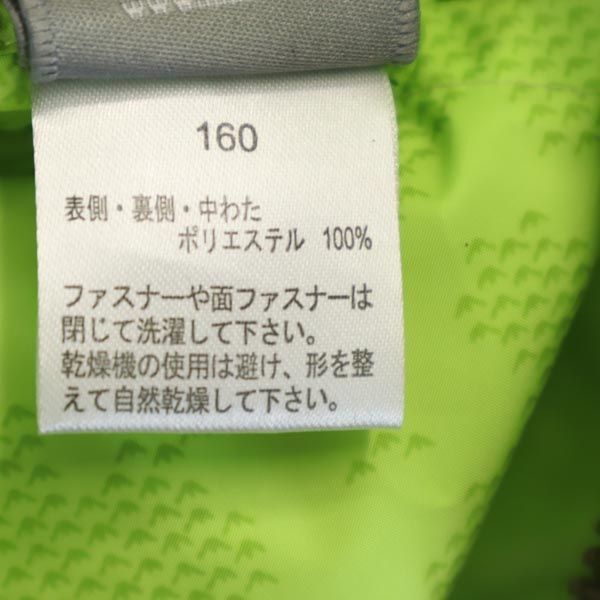 160
表側・裏側・中わた
ポリエステル 100%
ファスナーや面ファスナーは
閉じて洗濯して下さい。
乾燥機の使用は避け、形を整
えて自然乾燥して下さい。